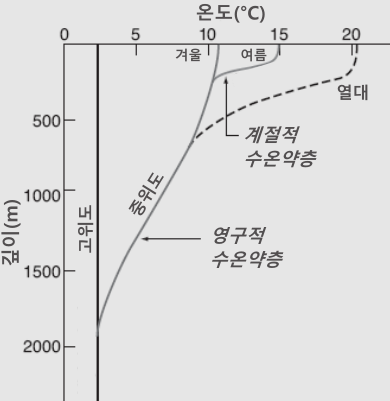 온도(°C)
0 5 10 15 20
겨울 여름
열대
500
계절적
수온약층
1000
중위도
고위도
깊이(m)
영구적
수온약층
1500
2000